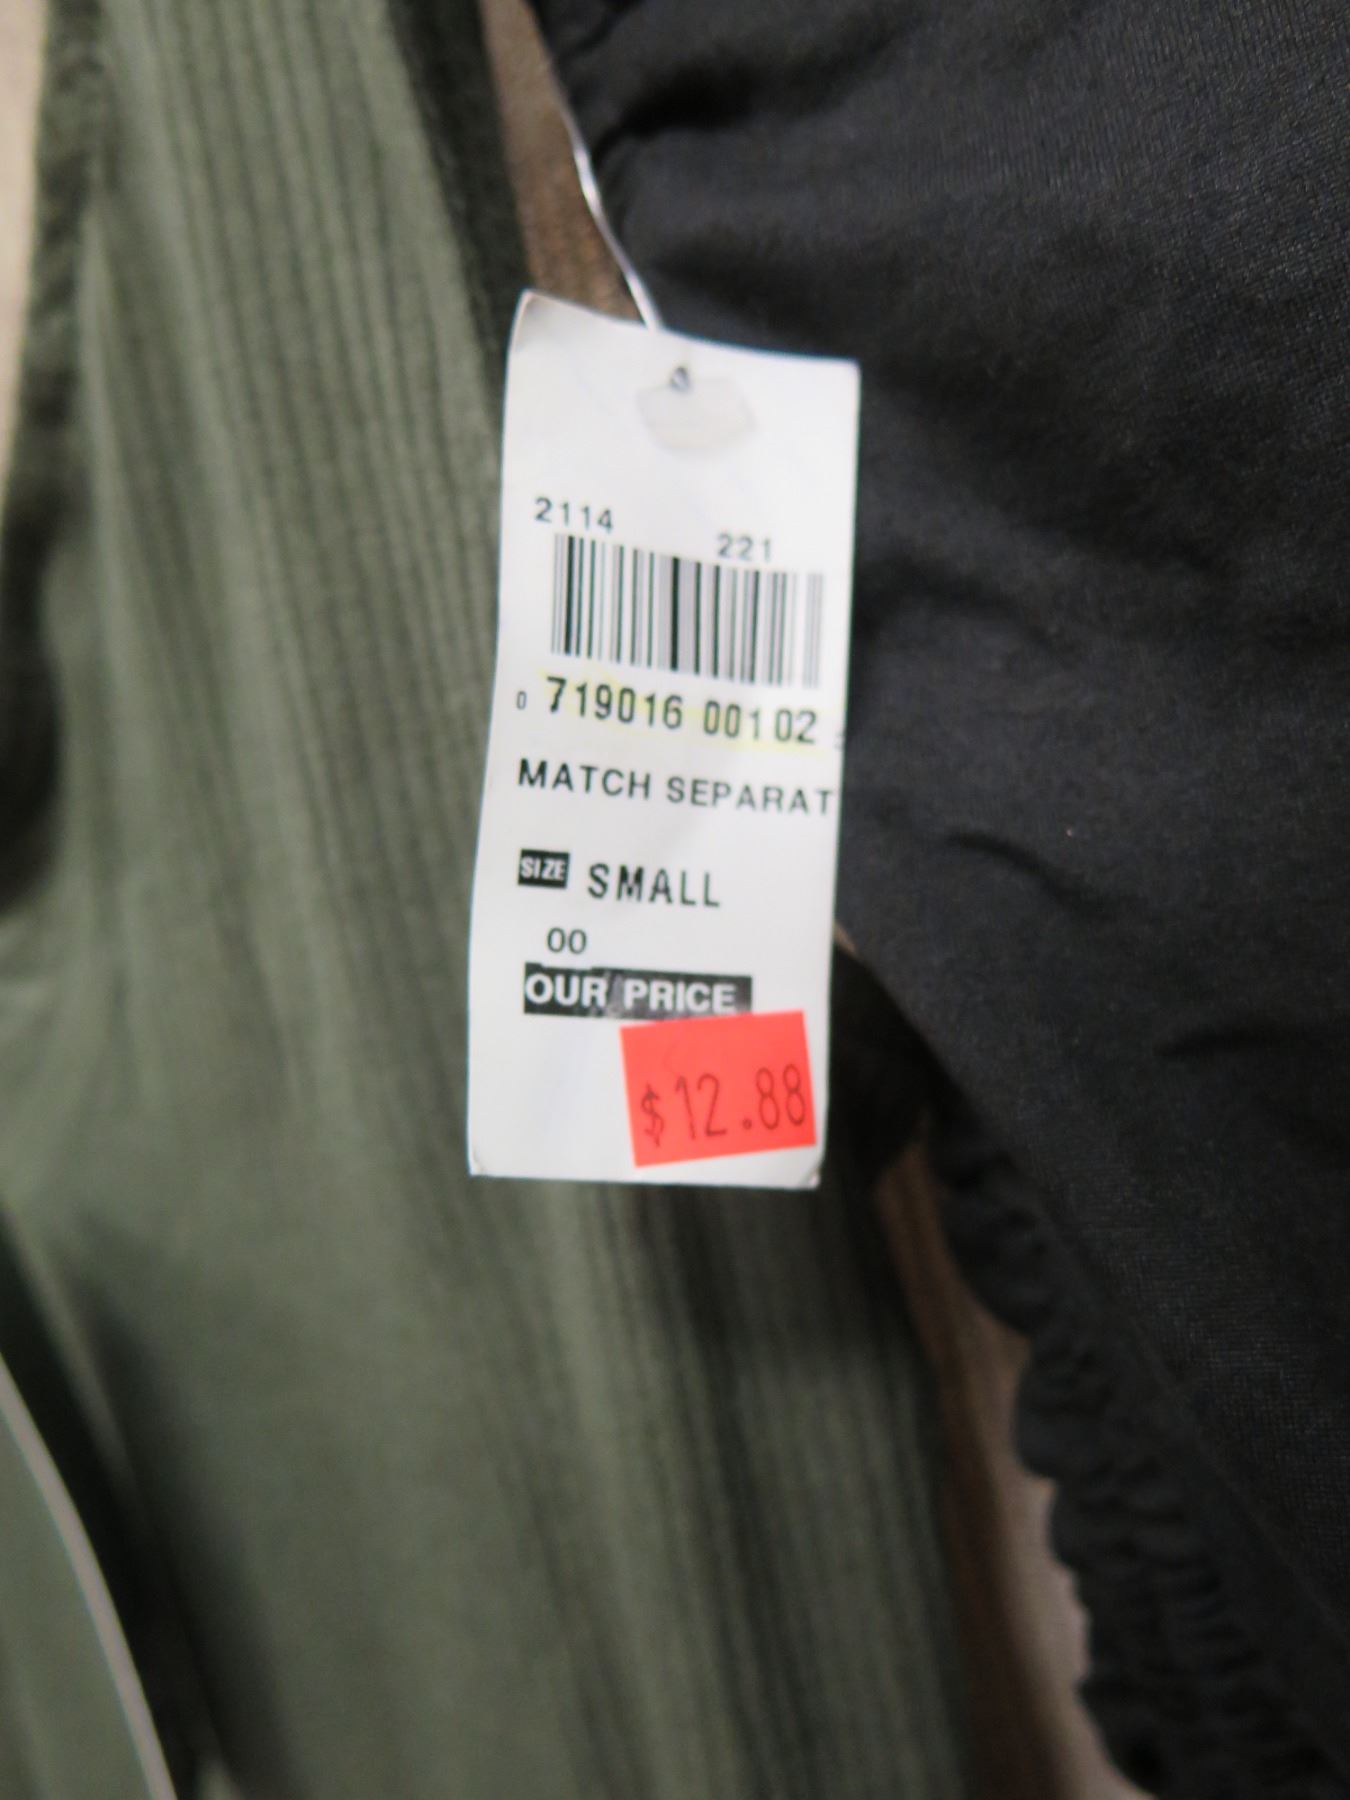 2114
221
0 719016 00102
MATCH SEPARAT
SIZE SMALL
00
OUR PRICE
$12.88